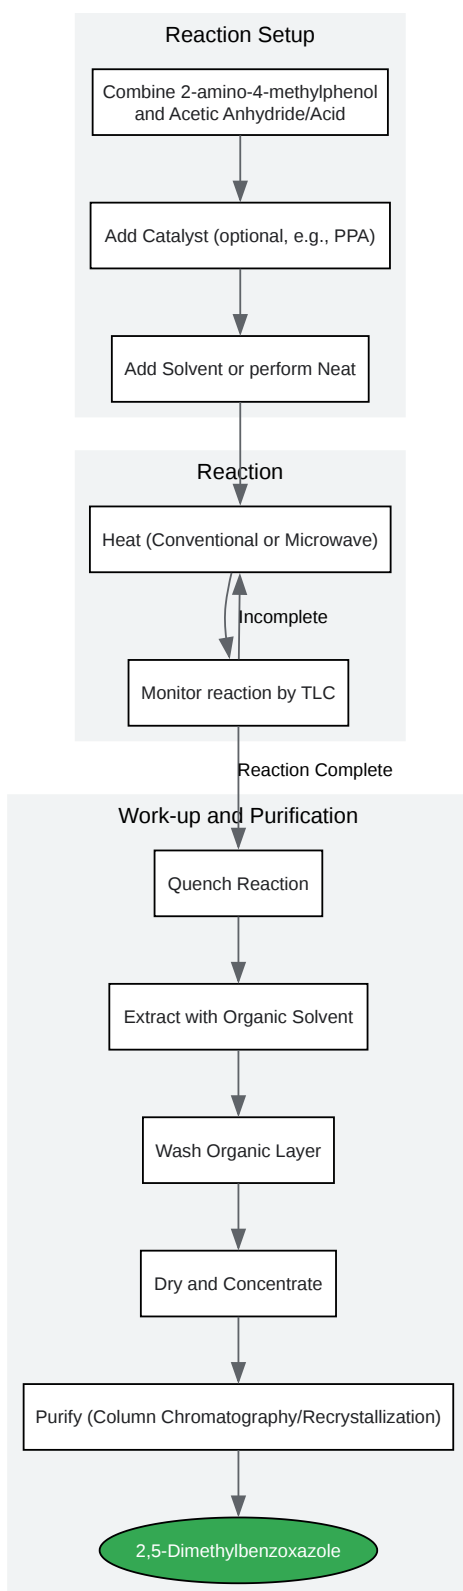 Reaction Setup
Combine 2-amino-4-methylphenol
and Acetic Anhydride/Acid
Add Catalyst (optional, e.g., PPA)
Add Solvent or perform Neat
Reaction
Heat (Conventional or Microwave)
Incomplete
Monitor reaction by TLC
Reaction Complete
Work-up and Purification
Quench Reaction
Extract with Organic Solvent
Wash Organic Layer
Dry and Concentrate
Purify (Column Chromatography/Recrystallization)
2,5-Dimethylbenzoxazole